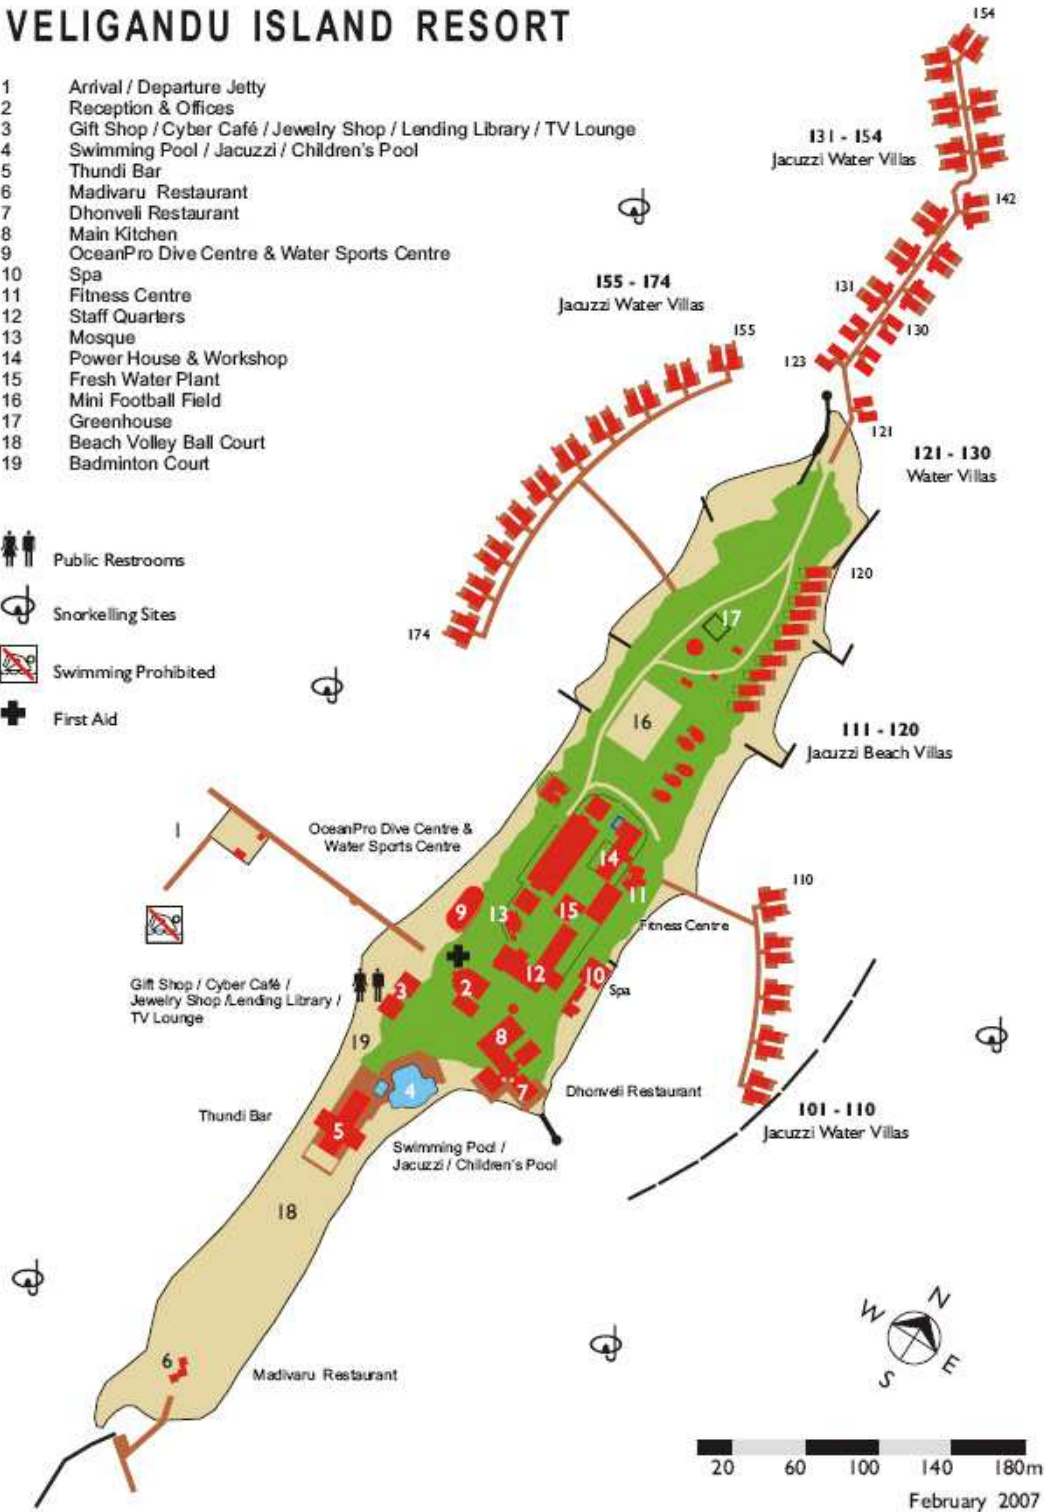 VELIGANDU ISLAND RESORT
1 Arrival / Departure Jetty
2 Reception & Offices
3 Gift Shop / Cyber Café / Jewelry Shop / Lending Library / TV Lounge
4 Swimming Pool / Jacuzzi / Children's Pool
5 Thundi Bar
6 Madivaru Restaurant
7 Dhonveli Restaurant
8 Main Kitchen
9 OceanPro Dive Centre & Water Sports Centre
10 Spa
11 Fitness Centre
12 Staff Quarters
13 Mosque
14 Power House & Workshop
15 Fresh Water Plant
16 Mini Football Field
17 Greenhouse
18 Beach Volley Ball Court
19 Badminton Court
Public Restrooms
Snorkelling Sites
Swimming Prohibited
First Aid
154
131 - 154
Jacuzzi Water Villas
142
155 - 174
Jacuzzi Water Villas
131
155
130
123
121
121 - 130
Water Villas
120
174
17
16
111 - 120
Jacuzzi Beach Villas
1
OceanPro Dive Centre &
Water Sports Centre
14
110
11
9
13
15
Fitness Centre
12
10
Spa
Gift Shop / Cyber Café /
Jewelry Shop /Lending Library /
TV Lounge
3
2
8
19
4
7
Dhonveli Restaurant
101 - 110
Jacuzzi Water Villas
Thundi Bar
5
Swimming Pool /
Jacuzzi / Children's Pool
18
6
Madivaru Restaurant
N
W
E
S
20 60 100 140 180m
February 2007